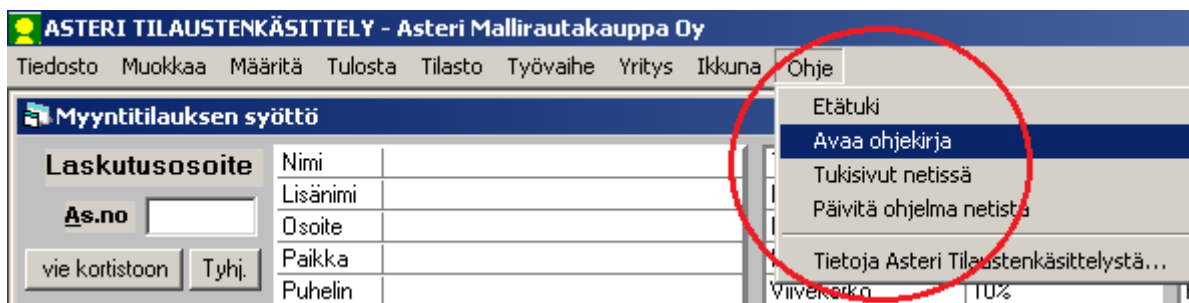 ASTERI TILAUSTENKÄSITTELY - Asteri Mallirautakauppa Oy
Tiedosto Muokkaa Määritä Tulosta Tilasto Työvaihe Yritys Ikkuna Ohje
Myyntitilauksen syöttö
Laskutusosoite
As.no
vie kortistoon Tyhj.
Nimi
Lisänimi
Osoite
Paikka
Puhelin
Etätuki
Avaa ohjekirja
Tukisivut netissä
Päivitä ohjelma netistä
Tietoja Asteri Tilaustenkäsittelystä...
Viivekorko 10%